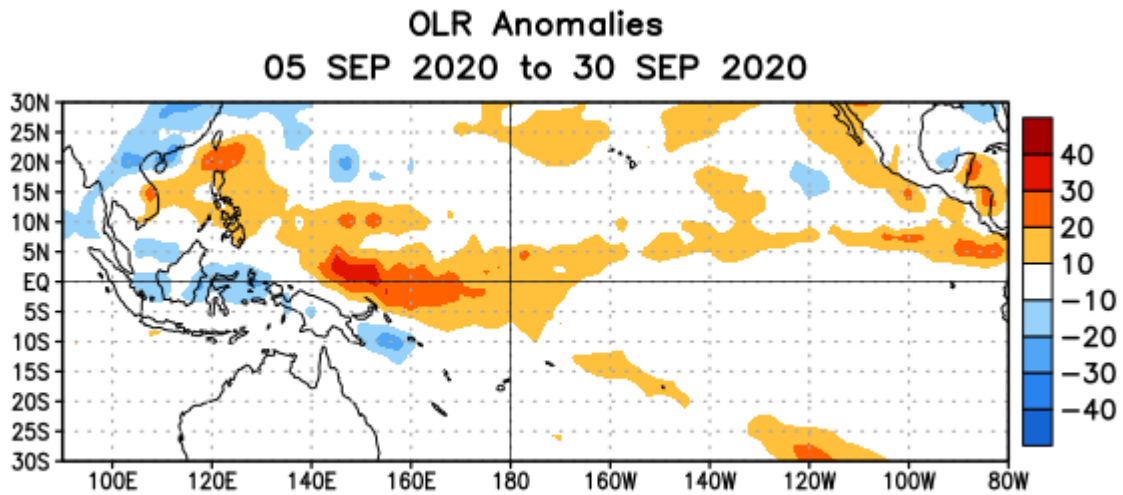 OLR Anomalies
05 SEP 2020 to 30 SEP 2020
30N
25N
20N
15N
10N
5N
EQ
5S
10S
15S
20S
25S
30S
100E 120E 140E 160E 180 160W 140W 120W 100W 80W
40
30
20
10
-10
-20
-30
-40